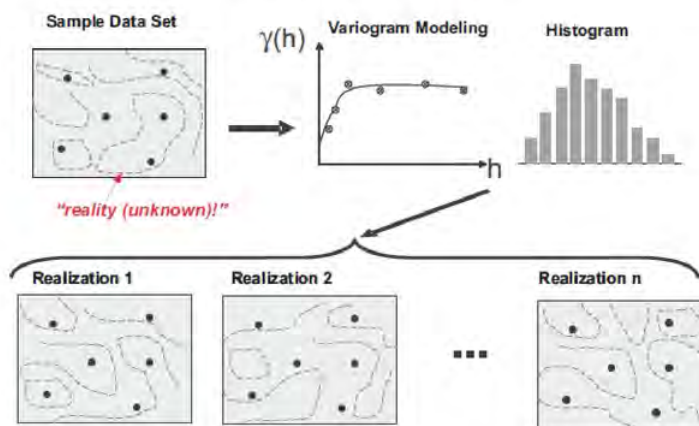 Sample Data Set
Variogram Modeling
Histogram
γ(h)
h
"reality (unknown)!"
Realization 1
Realization 2
Realization n